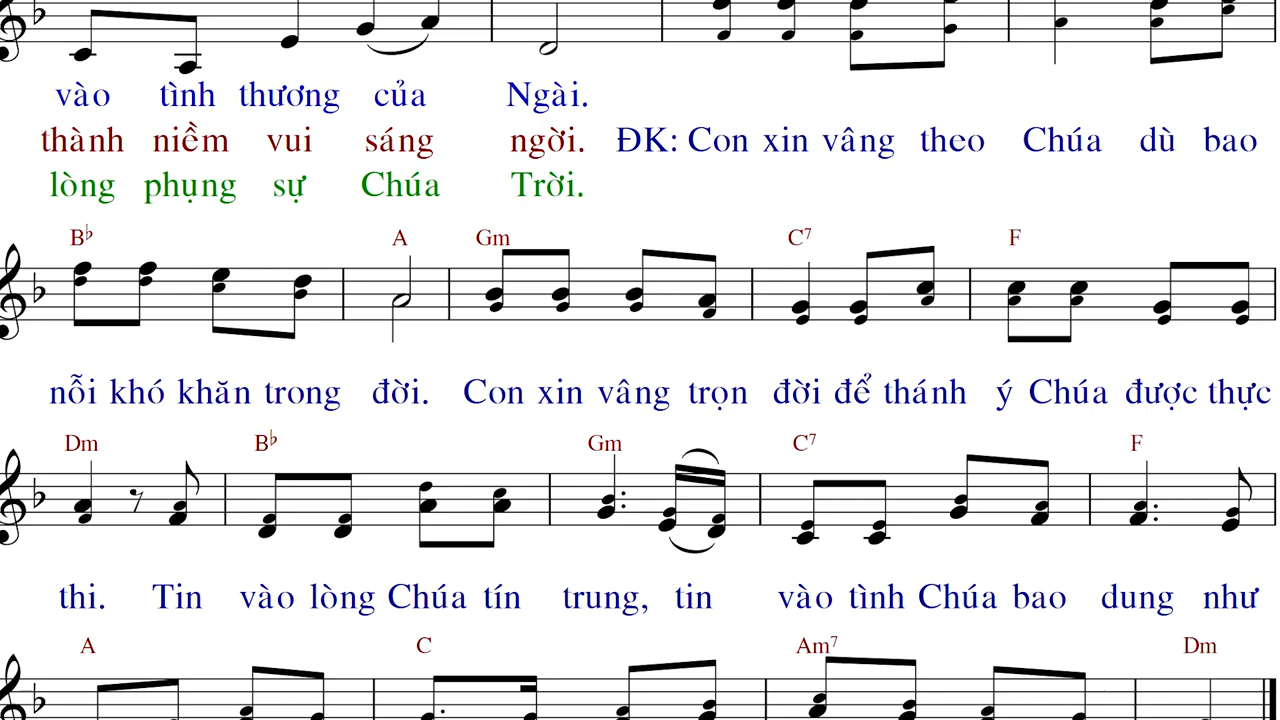 vào tình thương của Ngài.
thành niềm vui sáng ngời. ĐK: Con xin vâng theo Chúa dù bao
lòng phụng sự Chúa Trời.
B♭ A Gm C7 F
nỗi khó khăn trong đời. Con xin vâng trọn đời để thánh ý Chúa được thực
Dm B♭ Gm C7 F
thi. Tin vào lòng Chúa tín trung, tin vào tình Chúa bao dung như
A C Am7 Dm